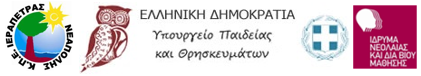 Κ.Π.Ε. ΙΕΡΑΠΕΤΡΑΣ
ΝΕΑΠΟΛΗΣ
ΕΛΛΗΝΙΚΗ ΔΗΜΟΚΡΑΤΙΑ
Υπουργείο Παιδείας
και Θρησκευμάτων
ΙΔΡΥΜΑ
ΝΕΟΛΑΙΑΣ
ΚΑΙ ΔΙΑ ΒΙΟΥ
ΜΑΘΗΣΗΣ